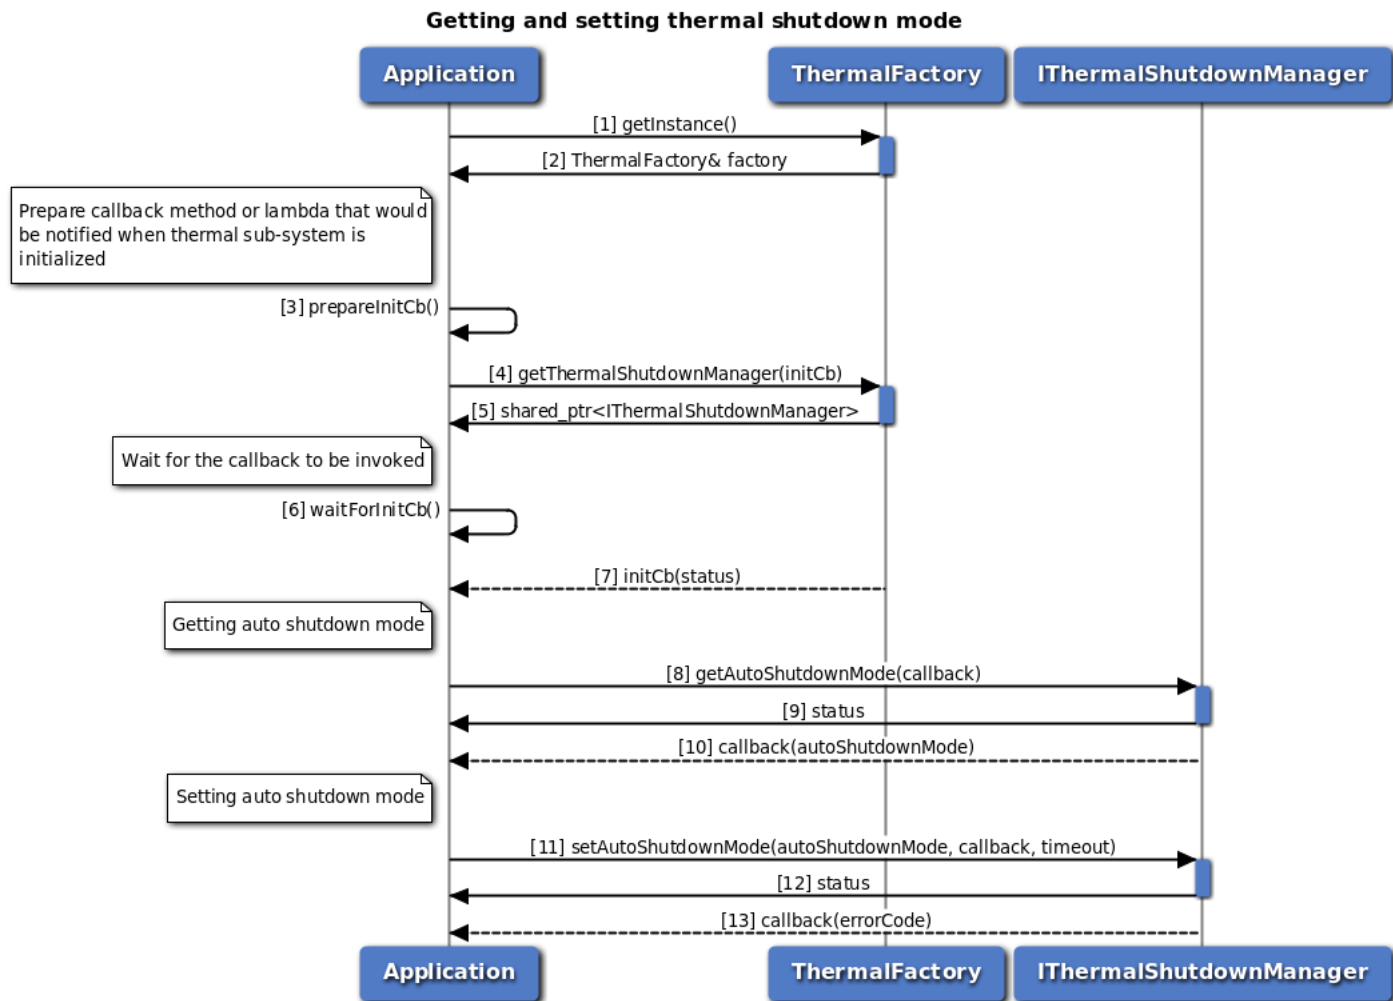 Getting and setting thermal shutdown mode
Application
ThermalFactory
IThermalShutdownManager
[1] getInstance()
[2] ThermalFactory& factory
Prepare callback method or lambda that would
be notified when thermal sub-system is
initialized
[3] prepareInitCb()
[4] getThermalShutdownManager(initCb)
[5] shared_ptr<IThermalShutdownManager>
Wait for the callback to be invoked
[6] waitForInitCb()
[7] initCb(status)
Getting auto shutdown mode
[8] getAutoShutdownMode(callback)
[9] status
[10] callback(autoShutdownMode)
Setting auto shutdown mode
[11] setAutoShutdownMode(autoShutdownMode, callback, timeout)
[12] status
[13] callback(errorCode)
Application
ThermalFactory
IThermalShutdownManager